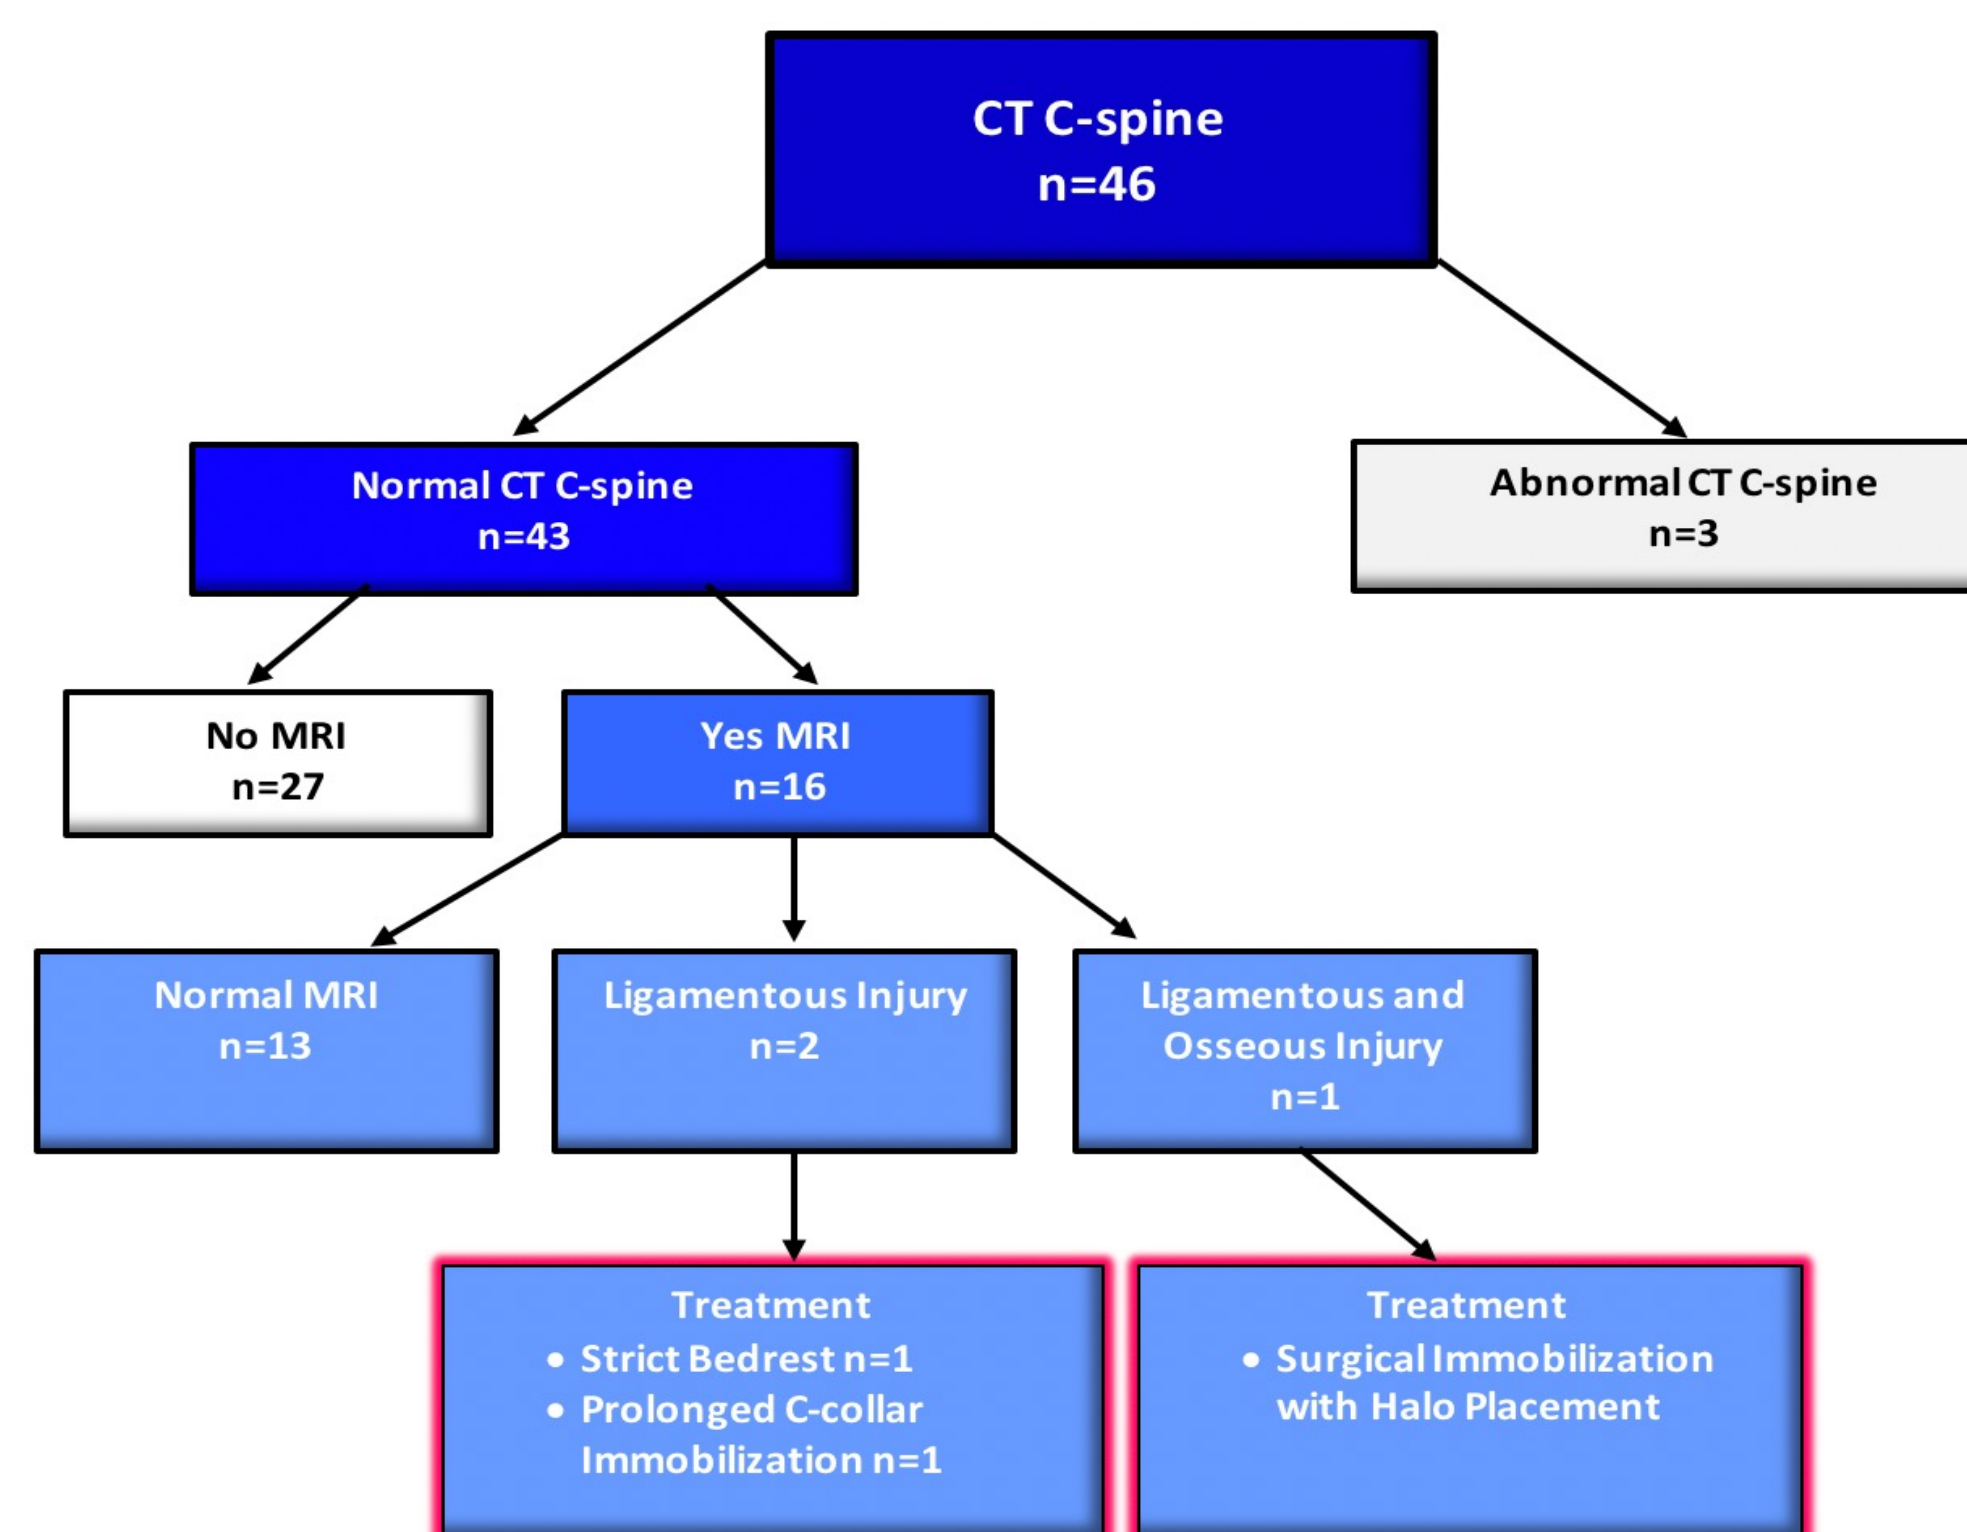 CT C-spine
n=46
Normal CT C-spine
n=43
Abnormal CT C-spine
n=3
No MRI
n=27
Yes MRI
n=16
Normal MRI
n=13
Ligamentous Injury
n=2
Ligamentous and
Osseous Injury
n=1
Treatment
• Strict Bedrest n=1
• Prolonged C-collar
Immobilization n=1
Treatment
• Surgical Immobilization
with Halo Placement